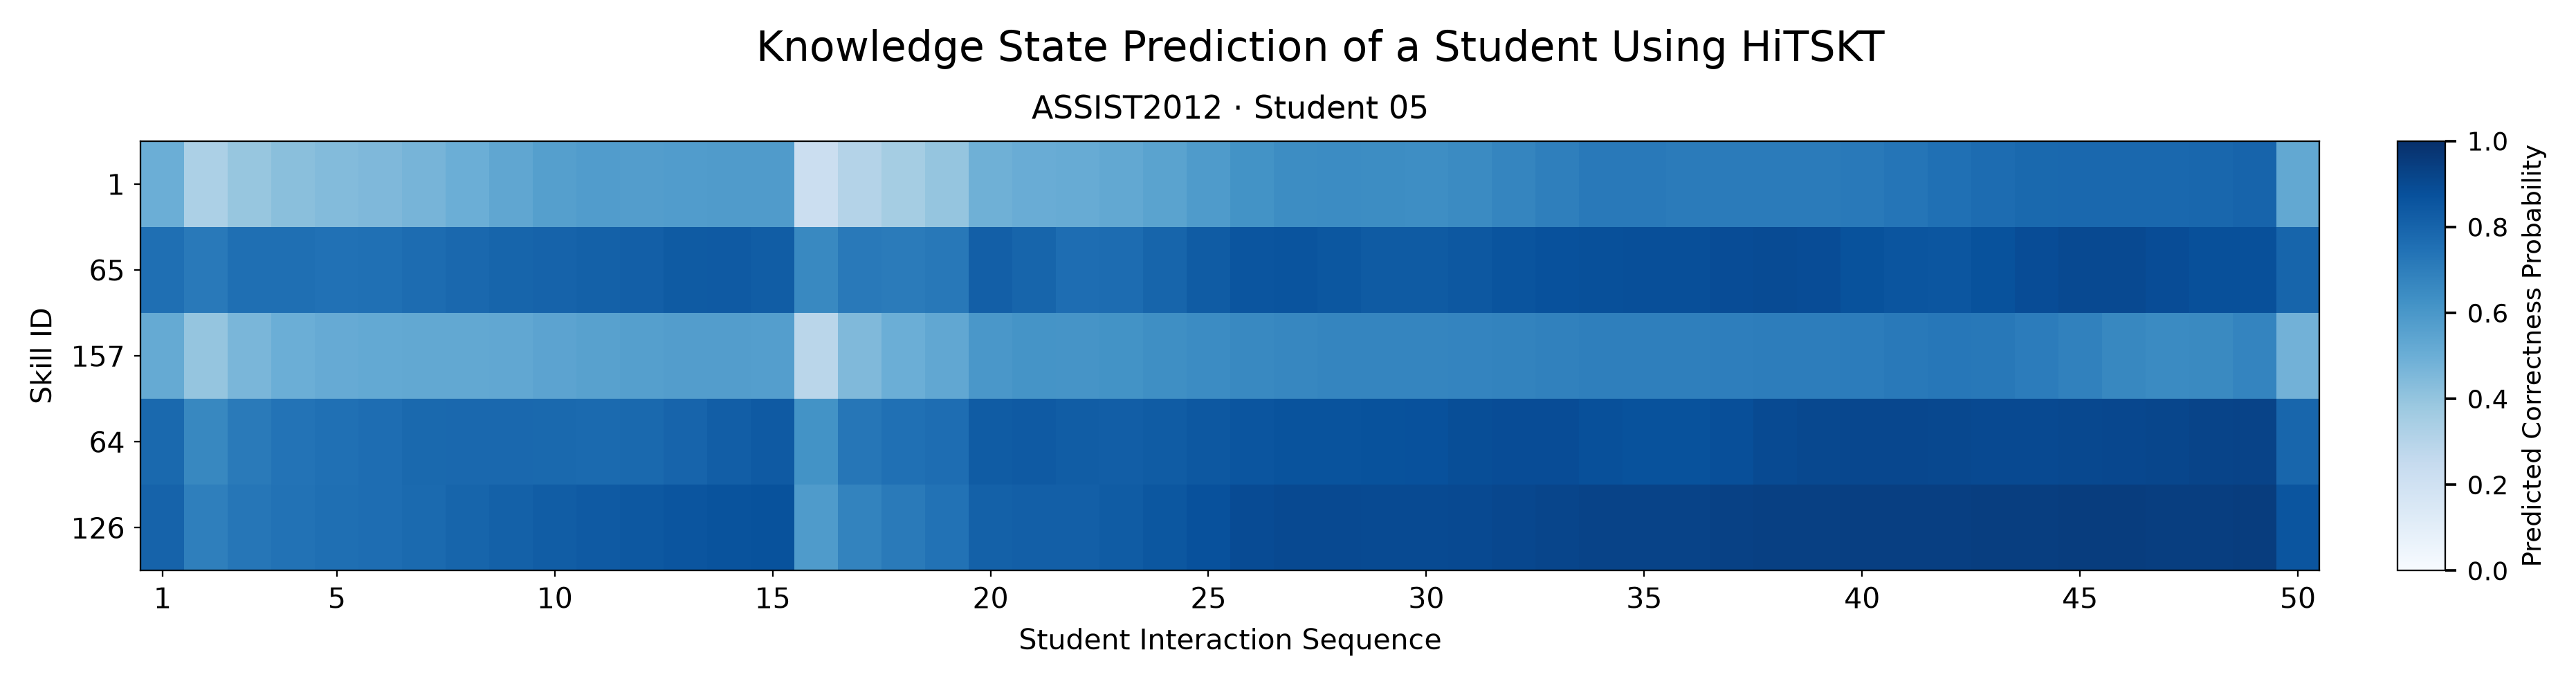 Knowledge State Prediction of a Student Using HiTSKT
ASSIST2012 · Student 05
Skill ID
1
65
157
64
126
1 5 10 15 20 25 30 35 40 45 50
Student Interaction Sequence
1.0
0.8
0.6
0.4
0.2
0.0
Predicted Correctness Probability